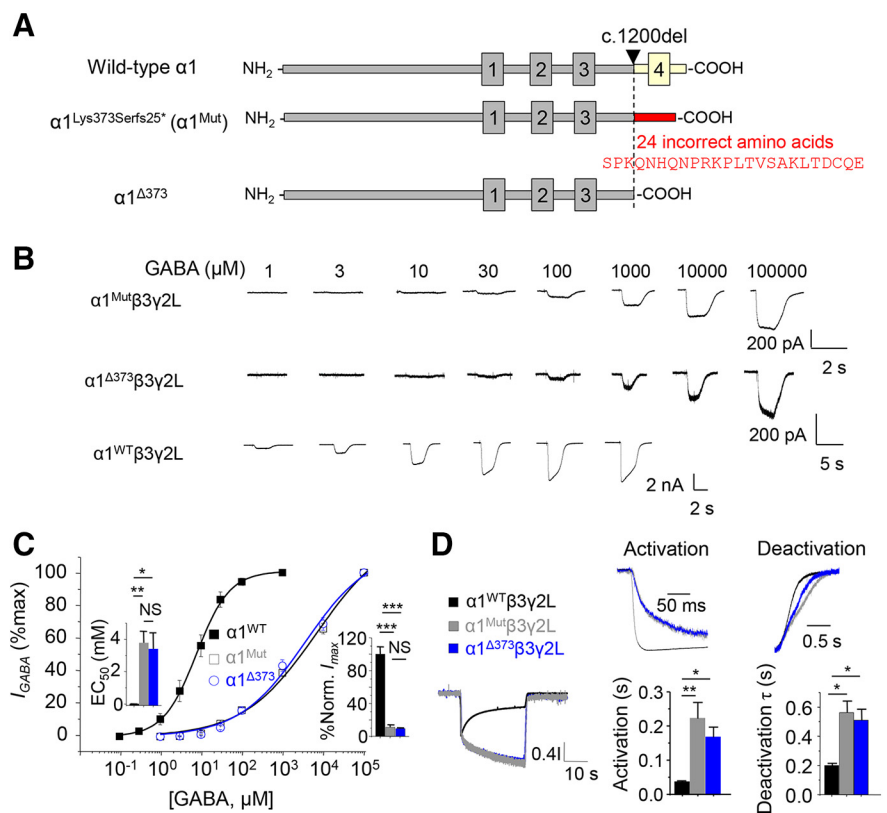 A
c.1200del
Wild-type α1
NH2-
1 2 3 4
-COOH
α1Lys373Serfs25* (α1Mut)
NH2-
1 2 3
-COOH
24 incorrect amino acids
SPKQNHQNPRKPLTVSAKLTDCQE
α1Δ373
NH2-
1 2 3
-COOH
B
GABA (μM) 1 3 10 30 100 1000 10000 100000
α1Mutβ3γ2L
200 pA
2 s
α1Δ373β3γ2L
200 pA
5 s
α1WTβ3γ2L
2 nA
2 s
C
IGABA (%max)
100
80
60
40
20
0
10-1 100 101 102 103 104 105
[GABA, μM]
EC50 (mM)
6
4
2
0
*
**
NS
α1WT
α1Mut
α1Δ373
%Norm. Imax
120
80
40
0
***
***
NS
D
α1WTβ3γ2L
α1Mutβ3γ2L
α1Δ373β3γ2L
0.4I
10 s
Activation
50 ms
Deactivation
0.5 s
Activation (s)
0.3
0.2
0.1
0.0
*
**
Deactivation τ (s)
0.6
0.4
0.2
0.0
*
*